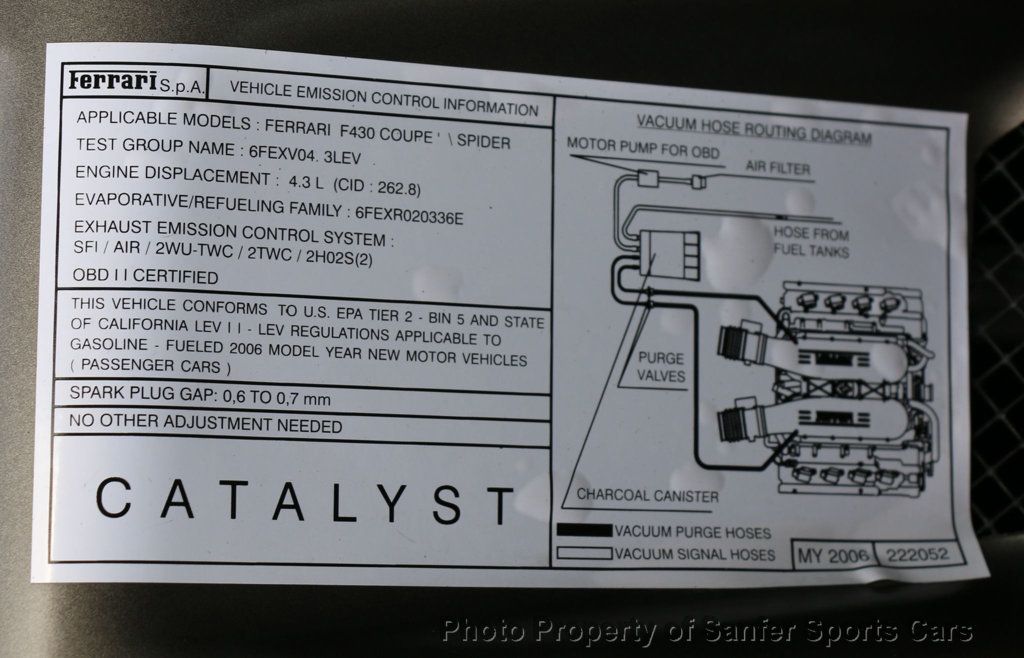 Ferrari S.p.A.
VEHICLE EMISSION CONTROL INFORMATION
APPLICABLE MODELS : FERRARI F430 COUPE ' \ SPIDER
TEST GROUP NAME : 6FEXV04. 3LEV
ENGINE DISPLACEMENT : 4.3 L (CID : 262.8)
EVAPORATIVE/REFUELING FAMILY : 6FEXR020336E
EXHAUST EMISSION CONTROL SYSTEM :
SFI / AIR / 2WU-TWC / 2TWC / 2H02S(2)
OBD I I CERTIFIED
THIS VEHICLE CONFORMS TO U.S. EPA TIER 2 - BIN 5 AND STATE
OF CALIFORNIA LEV I I - LEV REGULATIONS APPLICABLE TO
GASOLINE - FUELED 2006 MODEL YEAR NEW MOTOR VEHICLES
( PASSENGER CARS )
SPARK PLUG GAP: 0,6 TO 0,7 mm
NO OTHER ADJUSTMENT NEEDED
CATALYST
VACUUM HOSE ROUTING DIAGRAM
MOTOR PUMP FOR OBD
AIR FILTER
HOSE FROM
FUEL TANKS
PURGE
VALVES
CHARCOAL CANISTER
VACUUM PURGE HOSES
VACUUM SIGNAL HOSES
MY 2006 222052
Photo Property of Sanfer Sports Cars